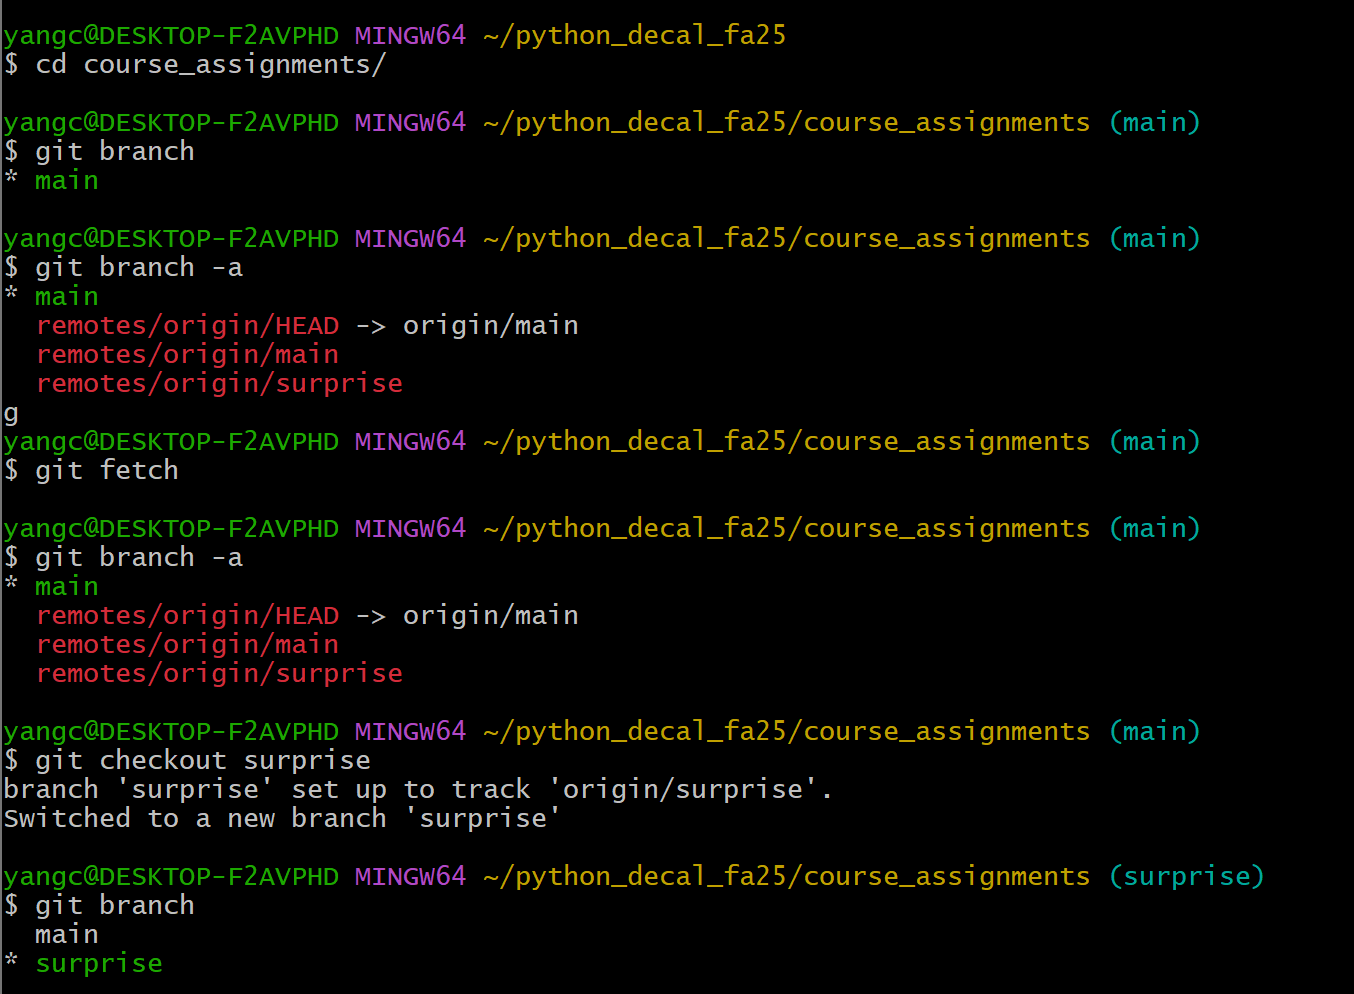 yangc@DESKTOP-F2AVPHD MINGW64 ~/python_decal_fa25
$ cd course_assignments/
yangc@DESKTOP-F2AVPHD MINGW64 ~/python_decal_fa25/course_assignments (main)
$ git branch
* main
yangc@DESKTOP-F2AVPHD MINGW64 ~/python_decal_fa25/course_assignments (main)
$ git branch -a
* main
  remotes/origin/HEAD -> origin/main
  remotes/origin/main
  remotes/origin/surprise
g
yangc@DESKTOP-F2AVPHD MINGW64 ~/python_decal_fa25/course_assignments (main)
$ git fetch
yangc@DESKTOP-F2AVPHD MINGW64 ~/python_decal_fa25/course_assignments (main)
$ git branch -a
* main
  remotes/origin/HEAD -> origin/main
  remotes/origin/main
  remotes/origin/surprise
yangc@DESKTOP-F2AVPHD MINGW64 ~/python_decal_fa25/course_assignments (main)
$ git checkout surprise
branch 'surprise' set up to track 'origin/surprise'.
Switched to a new branch 'surprise'
yangc@DESKTOP-F2AVPHD MINGW64 ~/python_decal_fa25/course_assignments (surprise)
$ git branch
  main
* surprise